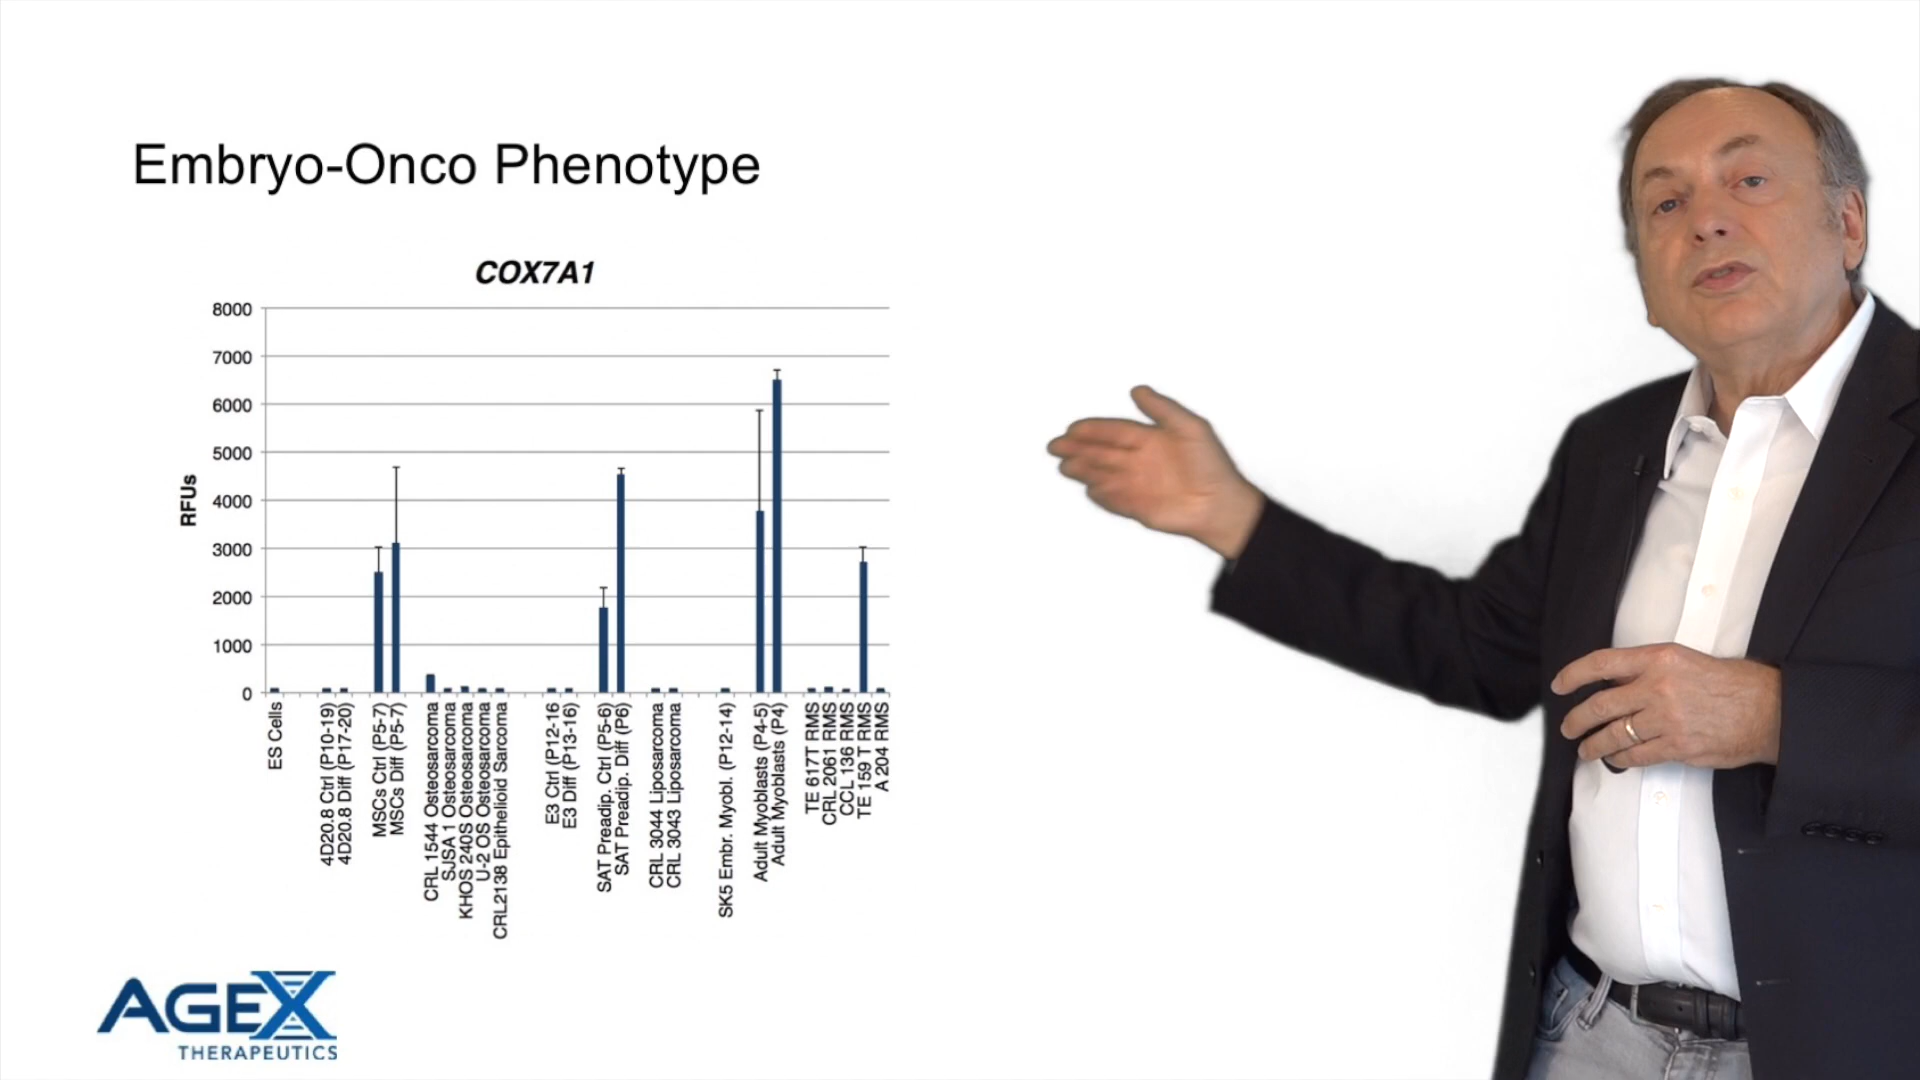 Embryo-Onco Phenotype
COX7A1
RFUs
8000
7000
6000
5000
4000
3000
2000
1000
0
ES Cells
4D20.8 Ctrl (P10-19)
4D20.8 Diff (P17-20)
MSCs Ctrl (P5-7)
MSCs Diff (P5-7)
CRL 1544 Osteosarcoma
SJSA 1 Osteosarcoma
KHOS 240S Osteosarcoma
U-2 OS Osteosarcoma
CRL2138 Epithelioid Sarcoma
E3 Ctrl (P12-16
E3 Diff (P13-16)
SAT Preadip. Ctrl (P5-6)
SAT Preadip. Diff (P6)
CRL 3044 Liposarcoma
CRL 3043 Liposarcoma
SK5 Embr. Myobl. (P12-14)
Adult Myoblasts (P4-5)
Adult Myoblasts (P4)
TE 617T RMS
CRL 2061 RMS
CCL 136 RMS
TE 159 T RMS
A 204 RMS
AGEX
THERAPEUTICS